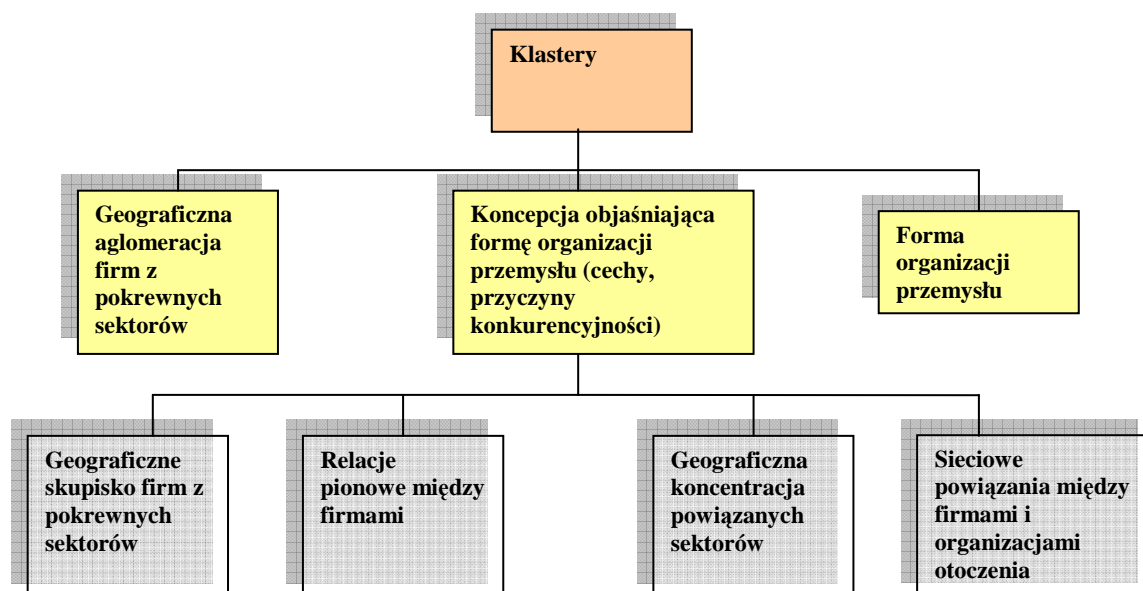 Klastery
Geograficzna
aglomeracja
firm z
pokrewnych
sektorów
Koncepcja objaśniająca
formę organizacji
przemysłu (cechy,
przyczyny
konkurencyjności)
Forma
organizacji
przemysłu
Geograficzne
skupisko firm z
pokrewnych
sektorów
Relacje
pionowe między
firmami
Geograficzna
koncentracja
powiązanych
sektorów
Sieciowe
powiązania między
firmami i
organizacjami
otoczenia